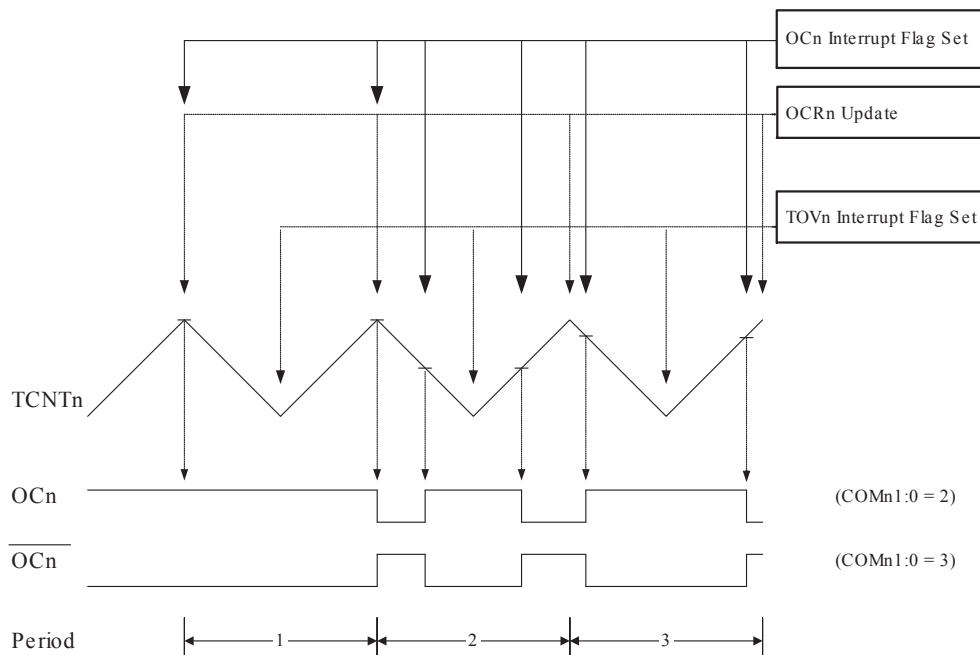 OCn Interrupt Flag Set
OCRn Update
TOVn Interrupt Flag Set
TCNTn
OCn (COMn1:0 = 2)
OCn (COMn1:0 = 3)
Period 1 2 3